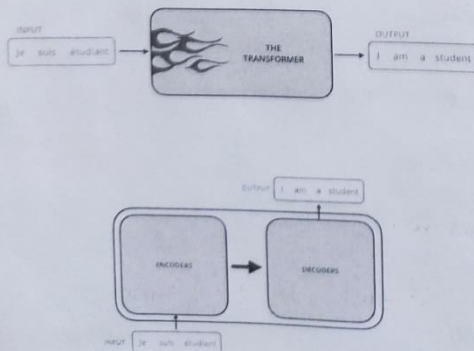 INPUT
Je suis étudiant
THE
TRANSFORMER
OUTPUT
I am a student
OUTPUT
I am a student
ENCODERS
DECODERS
INPUT
Je suis étudiant